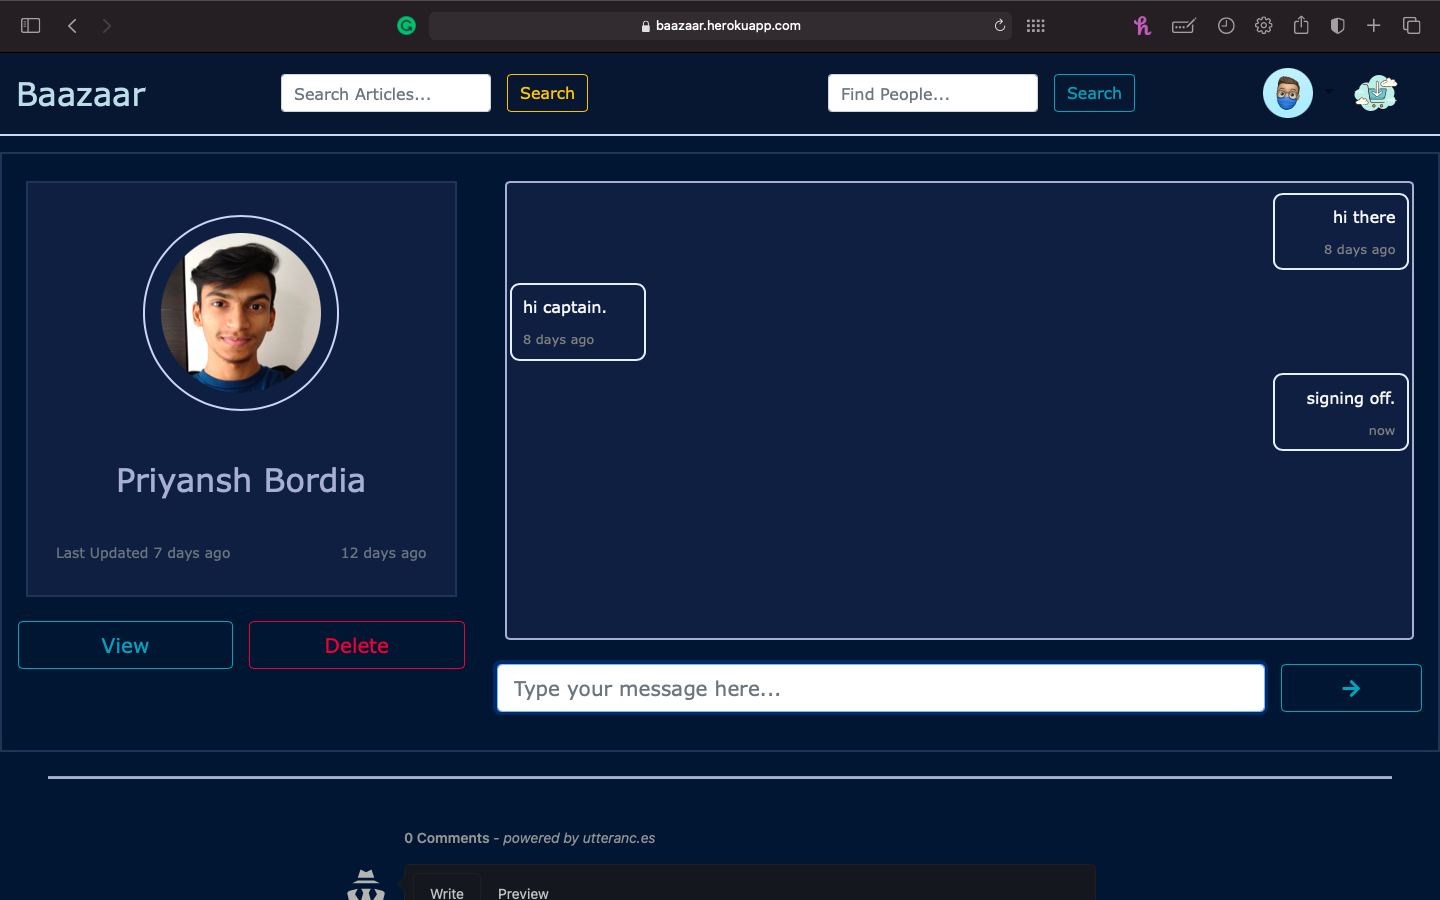 baazaar.herokuapp.com
Baazaar
Search Articles...
Search
Find People...
Search
hi there
8 days ago
hi captain.
8 days ago
signing off.
now
Priyansh Bordia
Last Updated 7 days ago
12 days ago
View
Delete
Type your message here...
0 Comments - powered by utteranc.es
Write
Preview